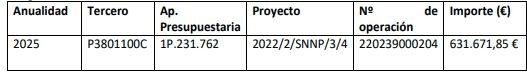 Anualidad Tercero Ap. Presupuestaria Proyecto Nº de operación Importe (€)
2025 P3801100C 1P.231.762 2022/2/SNNP/3/4 220239000204 631.671,85 €